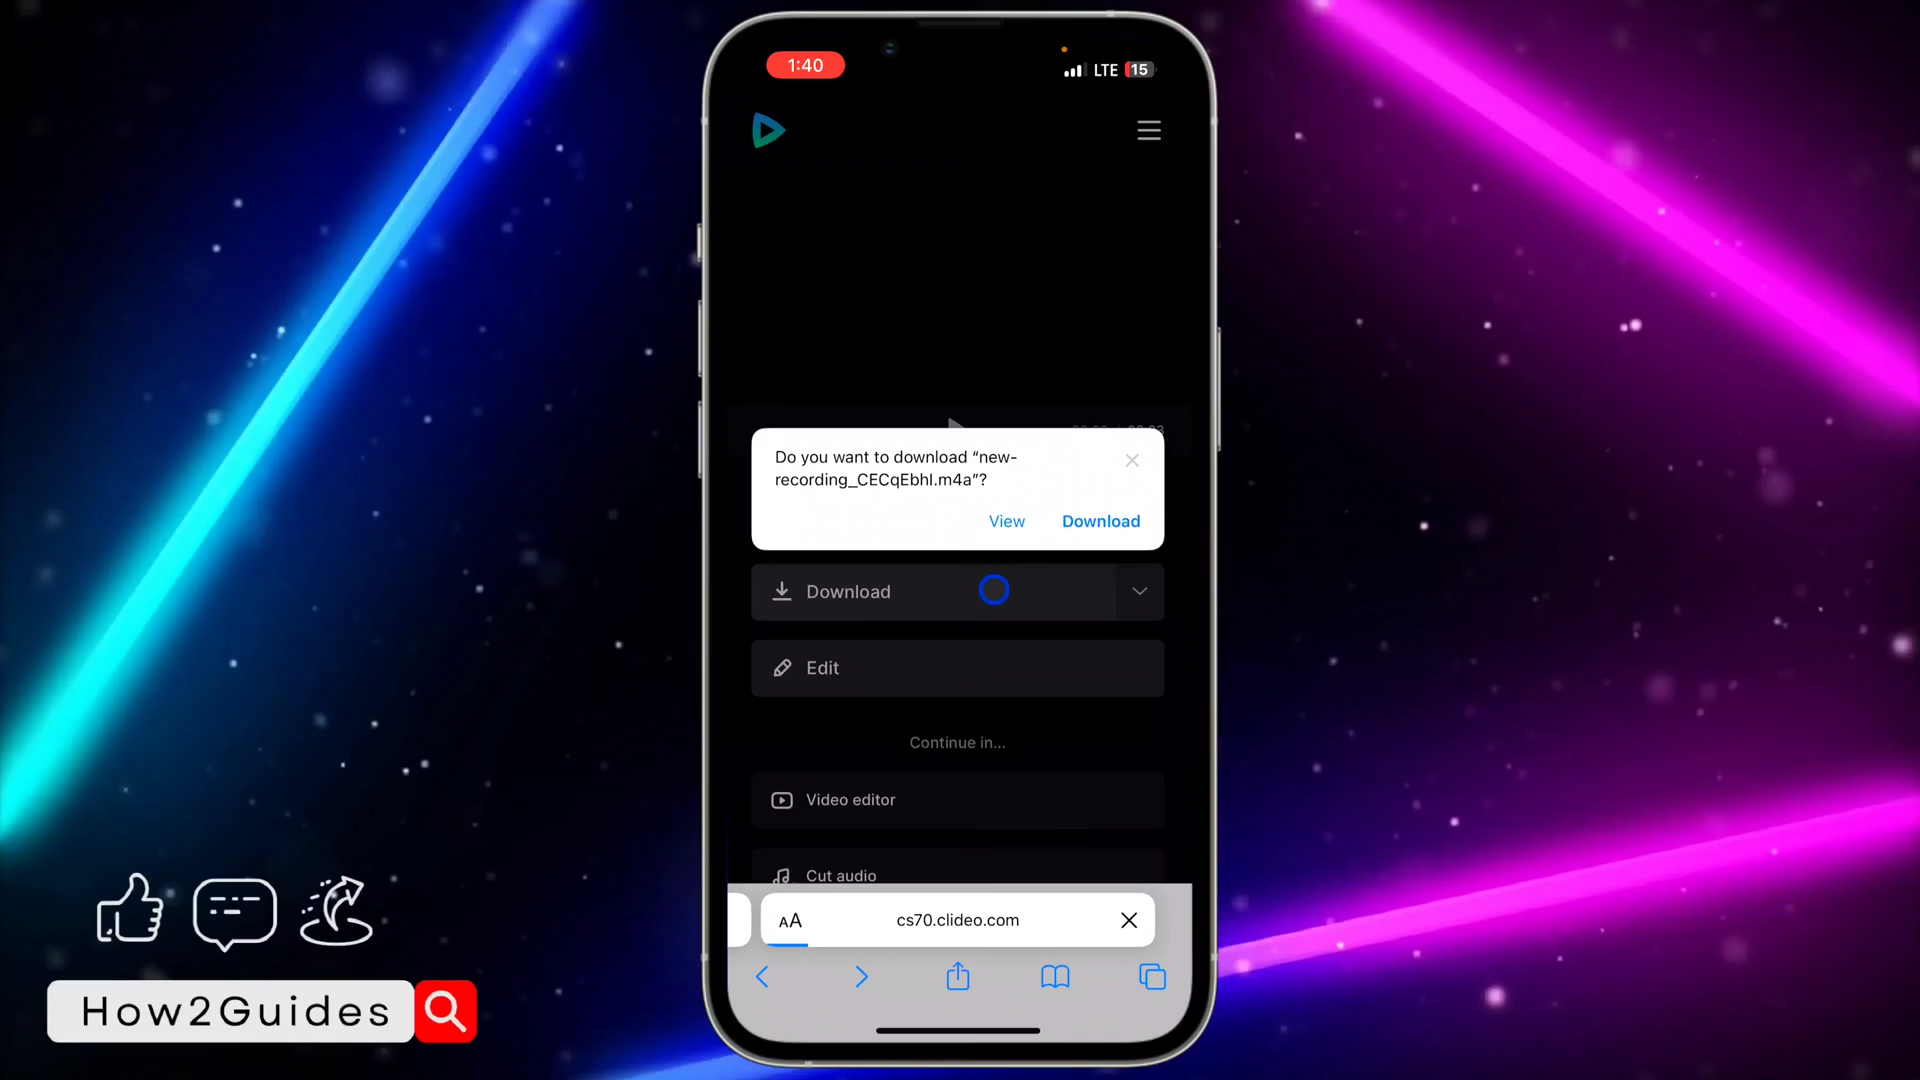 1:40
LTE 15
Do you want to download “new-
recording_CECqEbhI.m4a”?
View Download
Download
Edit
Continue in...
Video editor
Cut audio
AA cs70.clideo.com
How2Guides